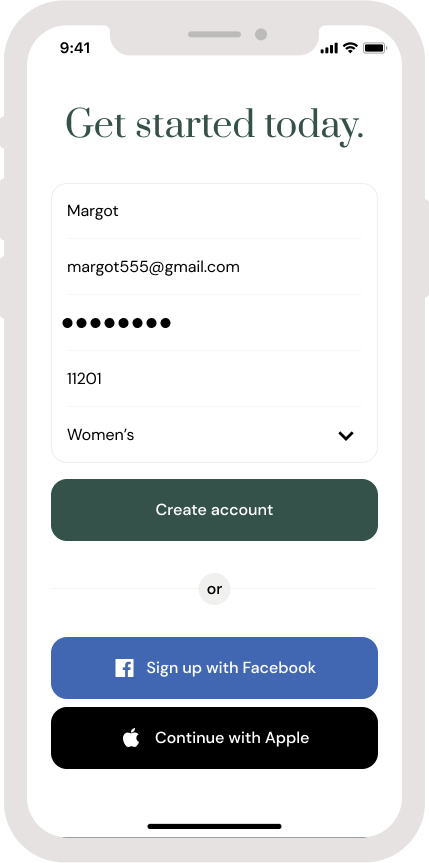 9:41
Get started today.
Margot
margot555@gmail.com
●●●●●●●●
11201
Women’s
Create account
or
Sign up with Facebook
Continue with Apple